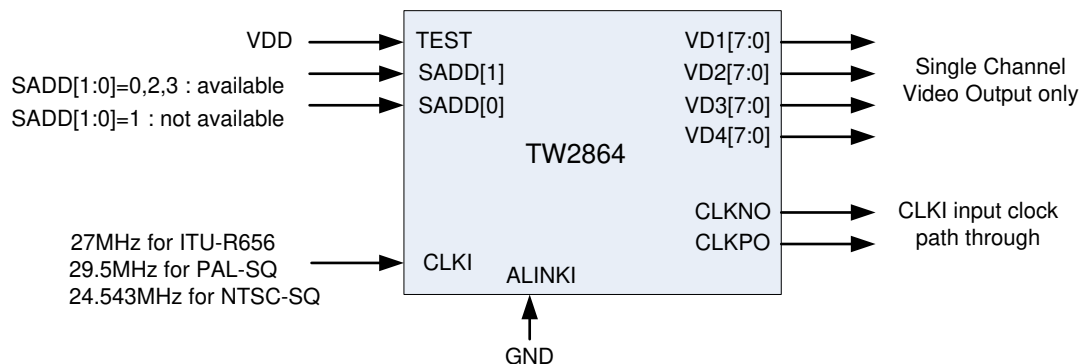 VDD
TEST
VD1[7:0]
SADD[1]
VD2[7:0]
SADD[1:0]=0,2,3 : available
SADD[0]
VD3[7:0]
SADD[1:0]=1 : not available
VD4[7:0]
Single Channel
Video Output only
TW2864
CLKNO
CLKPO
CLKI input clock
path through
27MHz for ITU-R656
29.5MHz for PAL-SQ
24.543MHz for NTSC-SQ
CLKI
ALINKI
GND